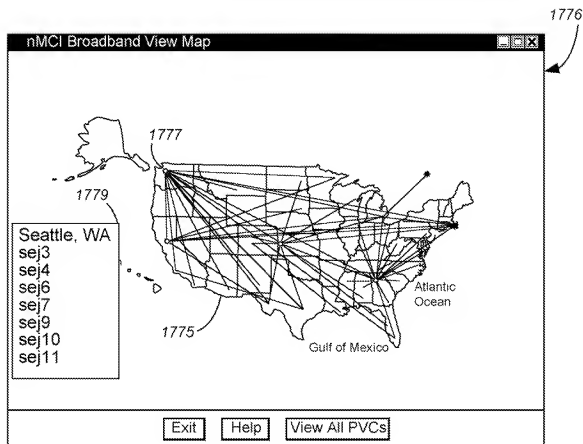 1776
nMCI Broadband View Map
1777
1779
Seattle, WA
sej3
sej4
sej6
sej7
sej9
sej10
sej11
1775
Atlantic
Ocean
Gulf of Mexico
Exit
Help
View All PVCs